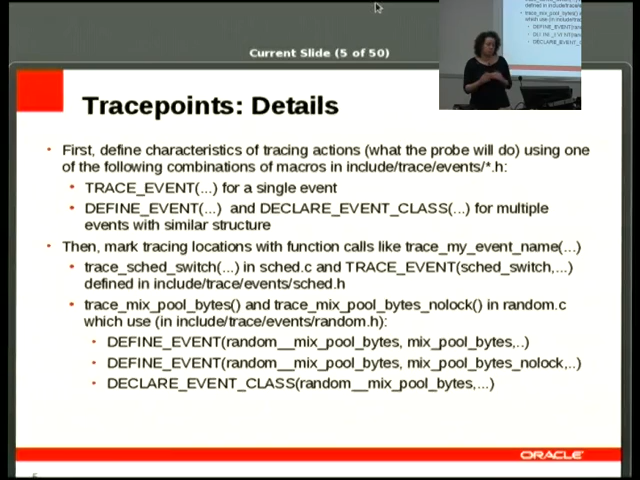 Current Slide (5 of 50)
Tracepoints: Details
• First, define characteristics of tracing actions (what the probe will do) using one
of the following combinations of macros in include/trace/events/*.h:
• TRACE_EVENT(...) for a single event
• DEFINE_EVENT(...) and DECLARE_EVENT_CLASS(...) for multiple
events with similar structure
• Then, mark tracing locations with function calls like trace_my_event_name(...)
• trace_sched_switch(...) in sched.c and TRACE_EVENT(sched_switch,...)
defined in include/trace/events/sched.h
• trace_mix_pool_bytes() and trace_mix_pool_bytes_nolock() in random.c
which use (in include/trace/events/random.h):
• DEFINE_EVENT(random__mix_pool_bytes, mix_pool_bytes,..)
• DEFINE_EVENT(random__mix_pool_bytes, mix_pool_bytes_nolock,..)
• DECLARE_EVENT_CLASS(random__mix_pool_bytes,...)
ORACLE